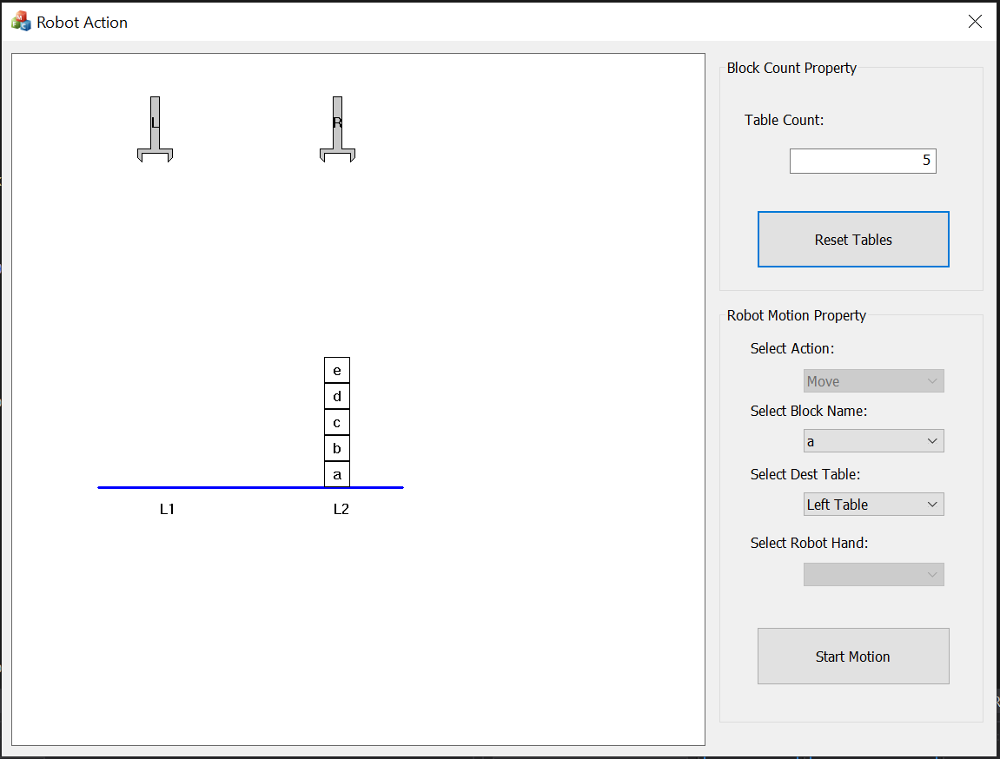 Robot Action
L
R
e
d
c
b
a
L1
L2
Block Count Property
Table Count:
5
Reset Tables
Robot Motion Property
Select Action:
Move
Select Block Name:
a
Select Dest Table:
Left Table
Select Robot Hand:
Start Motion